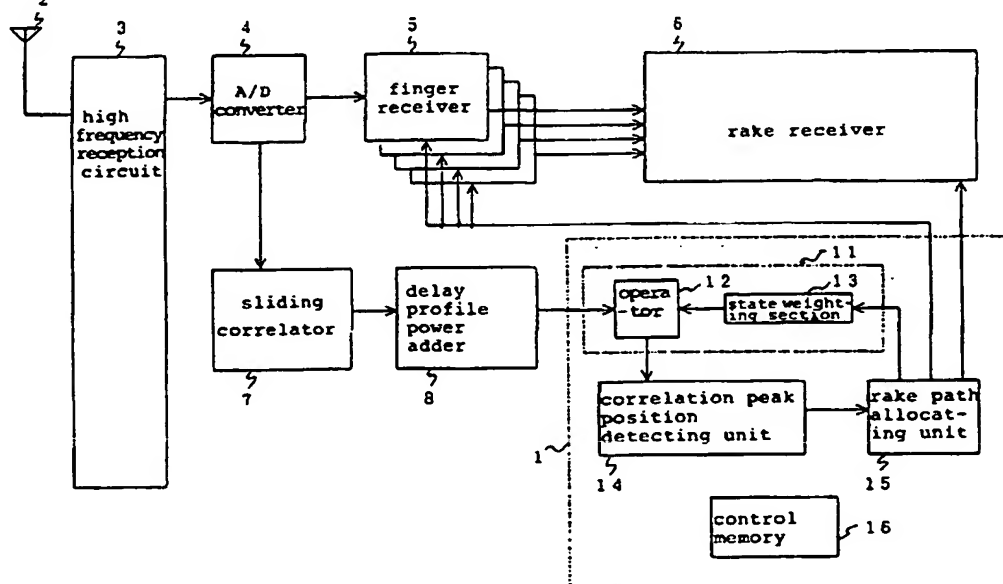 2
3
4
5
6
high
frequency
reception
circuit
A/D
converter
finger
receiver
rake receiver
11
12
13
opera
-tor
state weight-
ing section
sliding
correlator
delay
profile
power
adder
7
8
correlation peak
position
detecting unit
rake path
allocat-
ing unit
1
14
15
control
memory
16